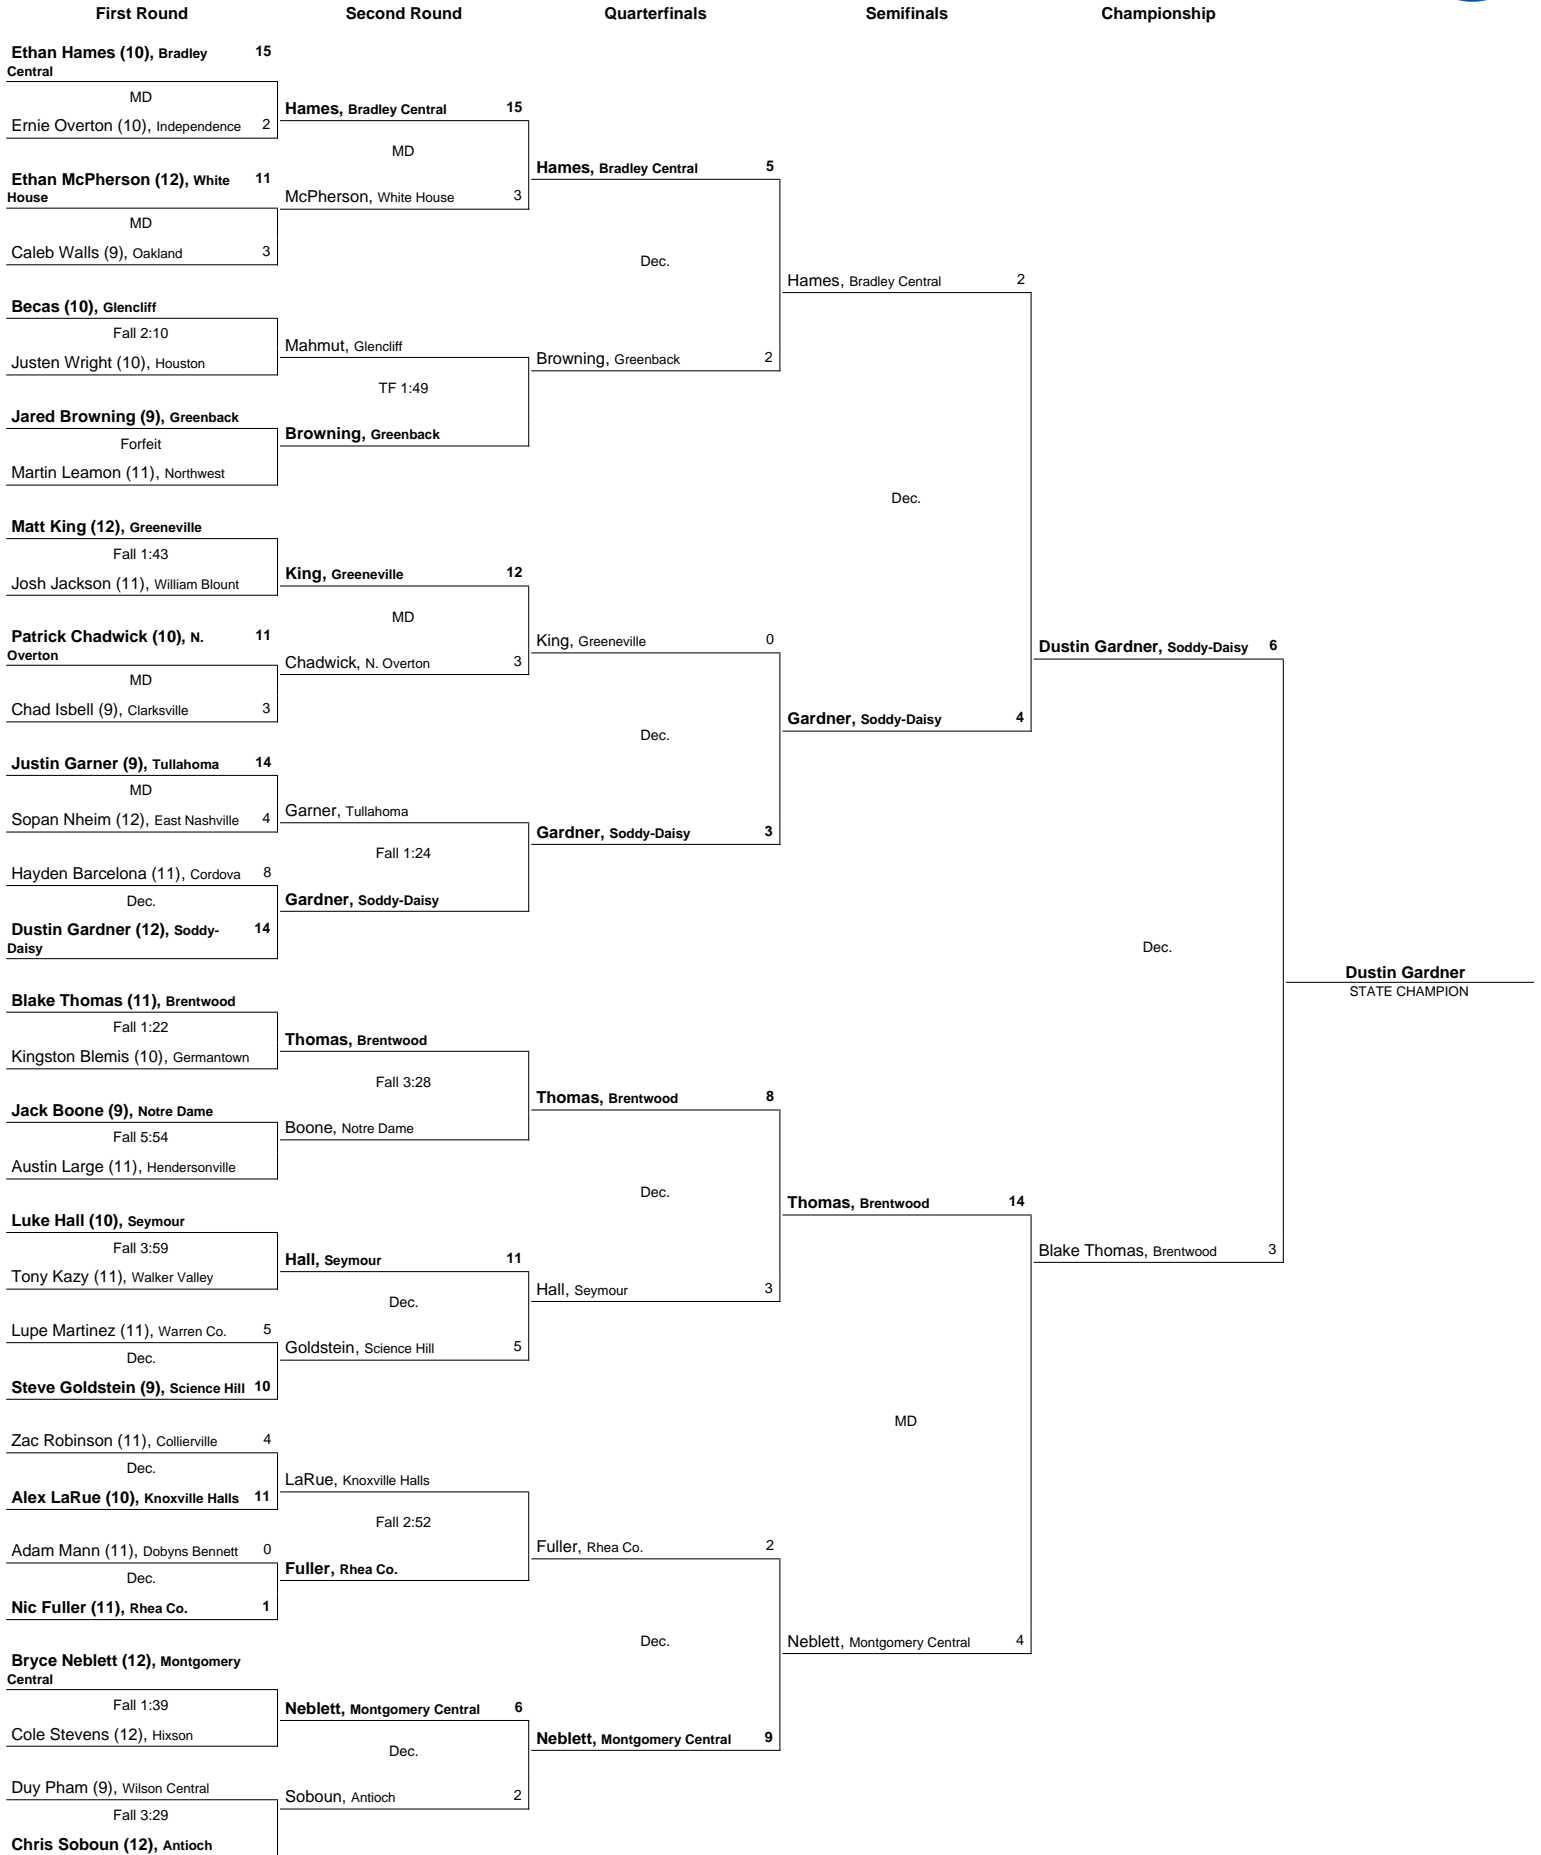 First Round Second Round Quarterfinals Semifinals Championship
Ethan Hames (10), Bradley 15
Central
MD
Ernie Overton (10), Independence 2
Ethan McPherson (12), White 11
House
MD
Caleb Walls (9), Oakland 3
Becas (10), Glencliff
Fall 2:10
Justen Wright (10), Houston
Jared Browning (9), Greenback
Forfeit
Martin Leamon (11), Northwest
Matt King (12), Greeneville
Fall 1:43
Josh Jackson (11), William Blount
Patrick Chadwick (10), N. 11
Overton
MD
Chad Isbell (9), Clarksville 3
Justin Garner (9), Tullahoma 14
MD
Sopan Nheim (12), East Nashville 4
Hayden Barcelona (11), Cordova 8
Dec.
Dustin Gardner (12), Soddy- 14
Daisy
Blake Thomas (11), Brentwood
Fall 1:22
Kingston Blemis (10), Germantown
Jack Boone (9), Notre Dame
Fall 5:54
Austin Large (11), Hendersonville
Luke Hall (10), Seymour
Fall 3:59
Tony Kazy (11), Walker Valley
Lupe Martinez (11), Warren Co. 5
Dec.
Steve Goldstein (9), Science Hill 10
Zac Robinson (11), Collierville 4
Dec.
Alex LaRue (10), Knoxville Halls 11
Adam Mann (11), Dobyns Bennett 0
Dec.
Nic Fuller (11), Rhea Co. 1
Bryce Neblett (12), Montgomery
Central
Fall 1:39
Cole Stevens (12), Hixson
Duy Pham (9), Wilson Central
Fall 3:29
Chris Soboun (12), Antioch
Hames, Bradley Central 15
MD
McPherson, White House 3
Mahmut, Glencliff
TF 1:49
Browning, Greenback
King, Greeneville 12
MD
Chadwick, N. Overton 3
Garner, Tullahoma
Fall 1:24
Gardner, Soddy-Daisy
Thomas, Brentwood
Fall 3:28
Boone, Notre Dame
Hall, Seymour 11
Dec.
Goldstein, Science Hill 5
LaRue, Knoxville Halls
Fall 2:52
Fuller, Rhea Co.
Neblett, Montgomery Central 6
Dec.
Soboun, Antioch 2
Hames, Bradley Central 5
Dec.
Browning, Greenback 2
King, Greeneville 0
Dec.
Gardner, Soddy-Daisy 3
Thomas, Brentwood 8
Dec.
Hall, Seymour 3
Fuller, Rhea Co. 2
Dec.
Neblett, Montgomery Central 9
Hames, Bradley Central 2
Dec.
Gardner, Soddy-Daisy 4
Thomas, Brentwood 14
MD
Neblett, Montgomery Central 4
Dustin Gardner, Soddy-Daisy 6
Dec.
Blake Thomas, Brentwood 3
Dustin Gardner
STATE CHAMPION